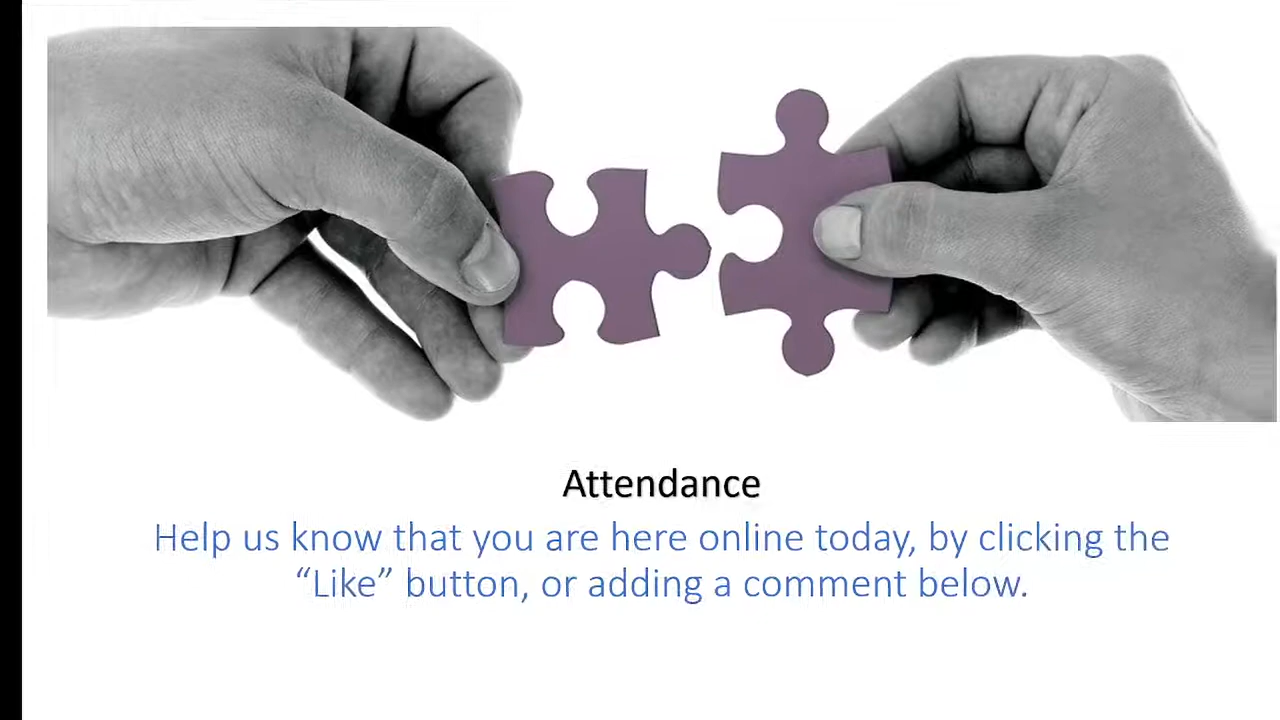 Attendance
Help us know that you are here online today, by clicking the
“Like” button, or adding a comment below.